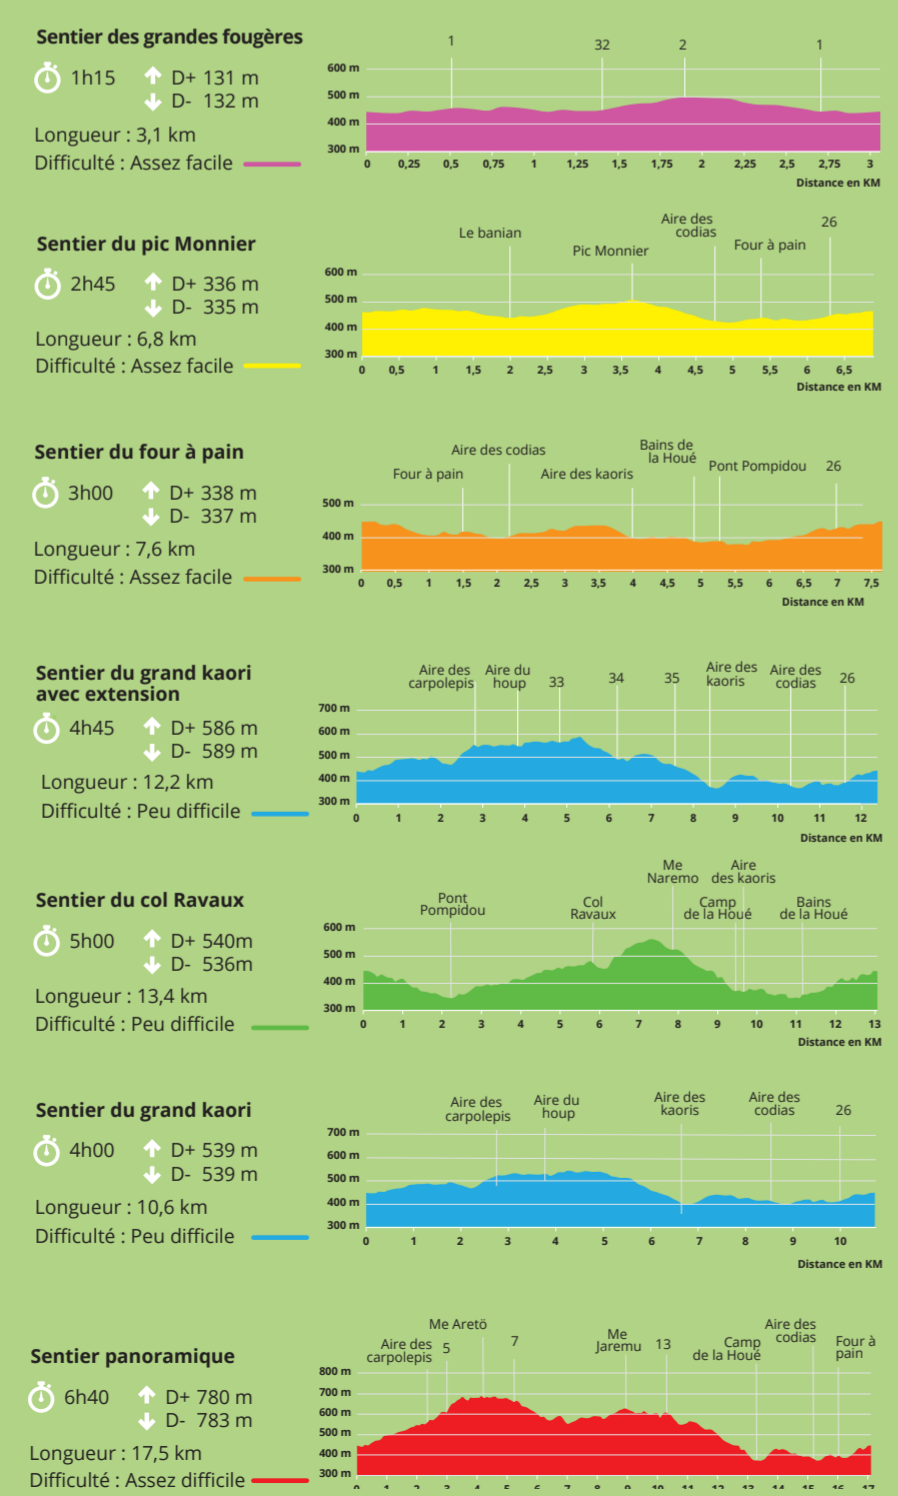 Sentier des grandes fougères
1h15 D+ 131 m
D- 132 m
Longueur : 3,1 km
Difficulté : Assez facile
1 32 2 1
600 m
500 m
400 m
300 m
0 0,25 0,5 0,75 1 1,25 1,5 1,75 2 2,25 2,5 2,75 3
Distance en KM
Sentier du pic Monnier
2h45 D+ 336 m
D- 335 m
Longueur : 6,8 km
Difficulté : Assez facile
Le banian
Pic Monnier
Aire des
codias
Four à pain
26
600 m
500 m
400 m
300 m
0 0,5 1 1,5 2 2,5 3 3,5 4 4,5 5 5,5 6 6,5
Distance en KM
Sentier du four à pain
3h00 D+ 338 m
D- 337 m
Longueur : 7,6 km
Difficulté : Assez facile
Four à pain
Aire des codias
Aire des kaoris
Bains de
la Houé
Pont Pompidou
26
500 m
400 m
300 m
0 0,5 1 1,5 2 2,5 3 3,5 4 4,5 5 5,5 6 6,5 7 7,5
Distance en KM
Sentier du grand kaori
avec extension
4h45 D+ 586 m
D- 589 m
Longueur : 12,2 km
Difficulté : Peu difficile
Aire des
carpolepis
Aire du
houp
33
34
35
Aire des
kaoris
Aire des
codias
26
700 m
600 m
500 m
400 m
300 m
0 1 2 3 4 5 6 7 8 9 10 11 12
Distance en KM
Sentier du col Ravaux
5h00 D+ 540m
D- 536m
Longueur : 13,4 km
Difficulté : Peu difficile
Pont
Pompidou
Col
Ravaux
Me
Naremo
Camp
de la Houé
Aire
des kaoris
Bains
de la Houé
600 m
500 m
400 m
300 m
0 1 2 3 4 5 6 7 8 9 10 11 12 13
Distance en KM
Sentier du grand kaori
4h00 D+ 539 m
D- 539 m
Longueur : 10,6 km
Difficulté : Peu difficile
Aire des
carpolepis
Aire du
houp
Aire des
kaoris
Aire des
codias
26
700 m
600 m
500 m
400 m
300 m
0 1 2 3 4 5 6 7 8 9 10
Distance en KM
Sentier panoramique
6h40 D+ 780 m
D- 783 m
Longueur : 17,5 km
Difficulté : Assez difficile
Aire des
carpolepis
5
Me Aretö
7
Me
Jaremu
13
Camp
de la Houé
Aire des
codias
Four à
pain
800 m
700 m
600 m
500 m
400 m
300 m
0 1 2 3 4 5 6 7 8 9 10 11 12 13 14 15 16 17